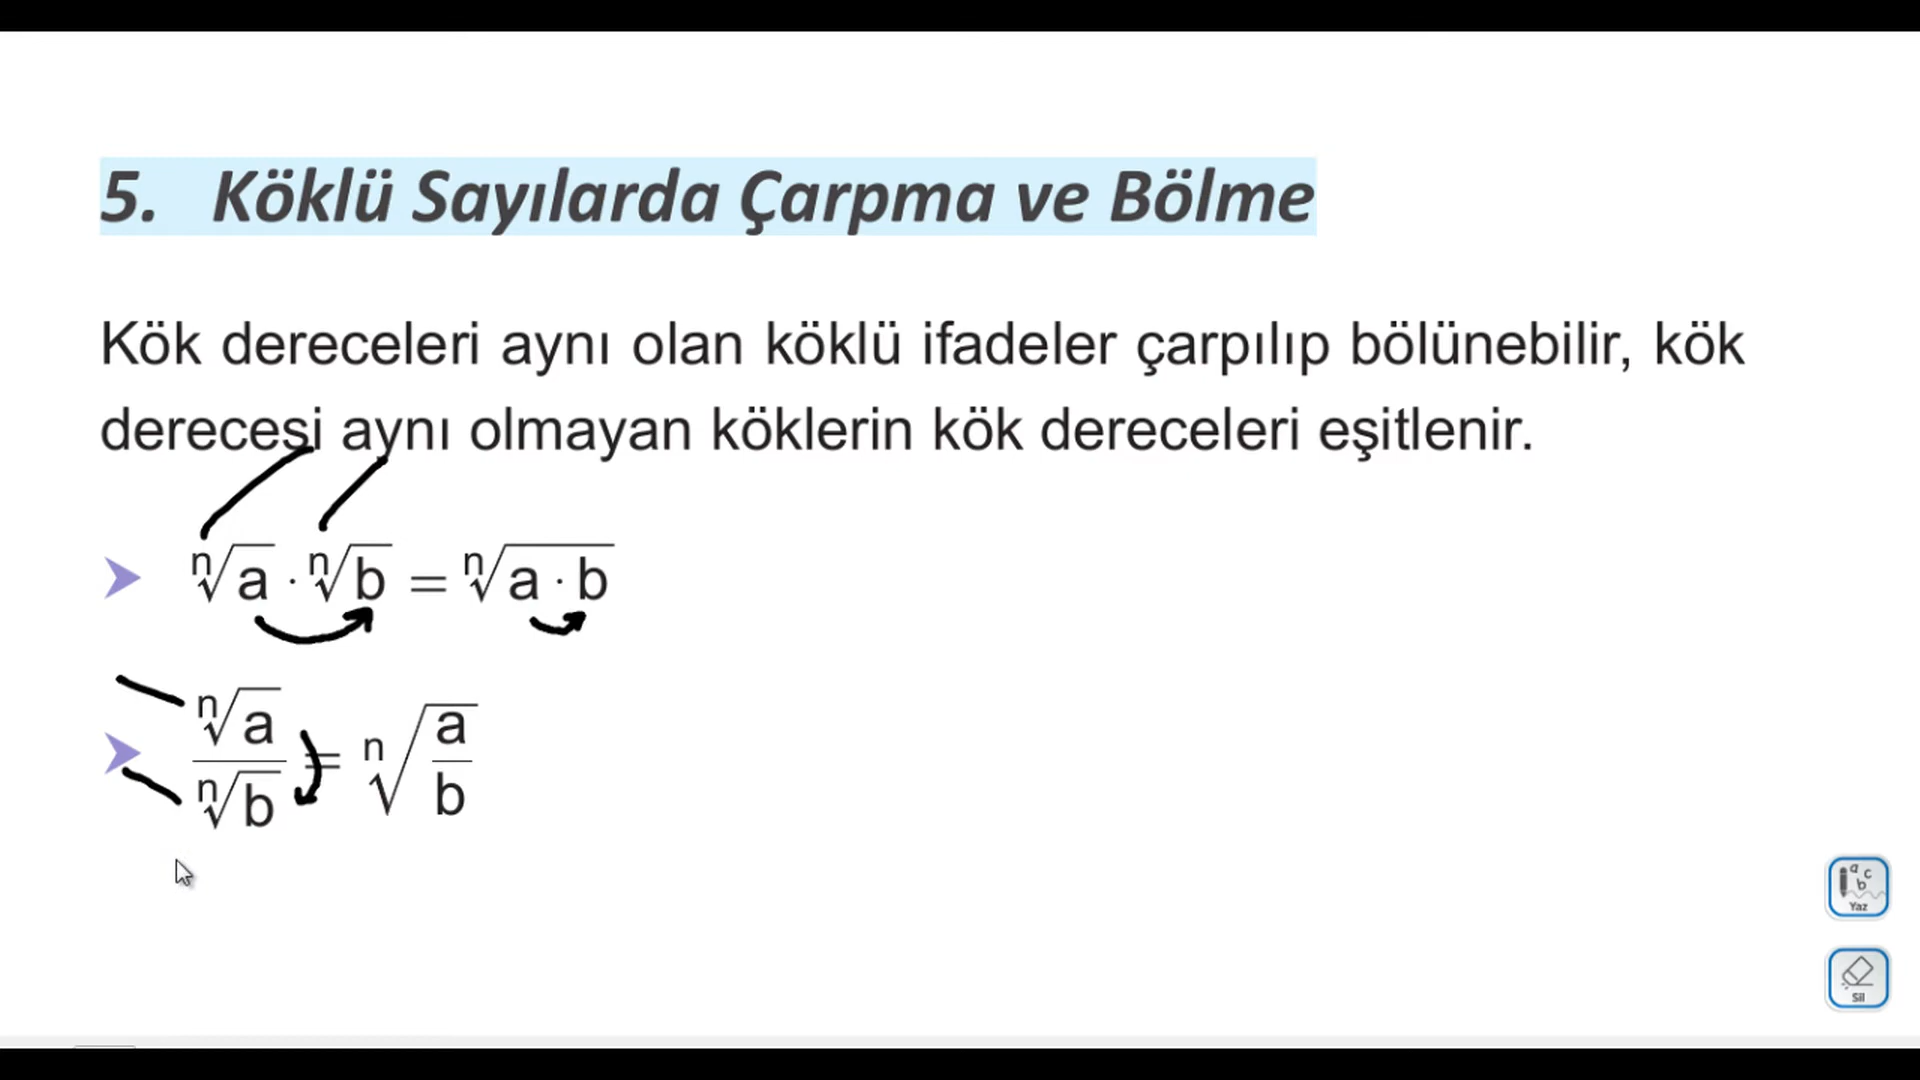 5. Köklü Sayılarda Çarpma ve Bölme
Kök dereceleri aynı olan köklü ifadeler çarpılıp bölünebilir, kök
derecesi aynı olmayan köklerin kök dereceleri eşitlenir.
ⁿ√a · ⁿ√b = ⁿ√(a · b)
ⁿ√a / ⁿ√b = ⁿ√(a / b)
a c
b
Yaz
Sil